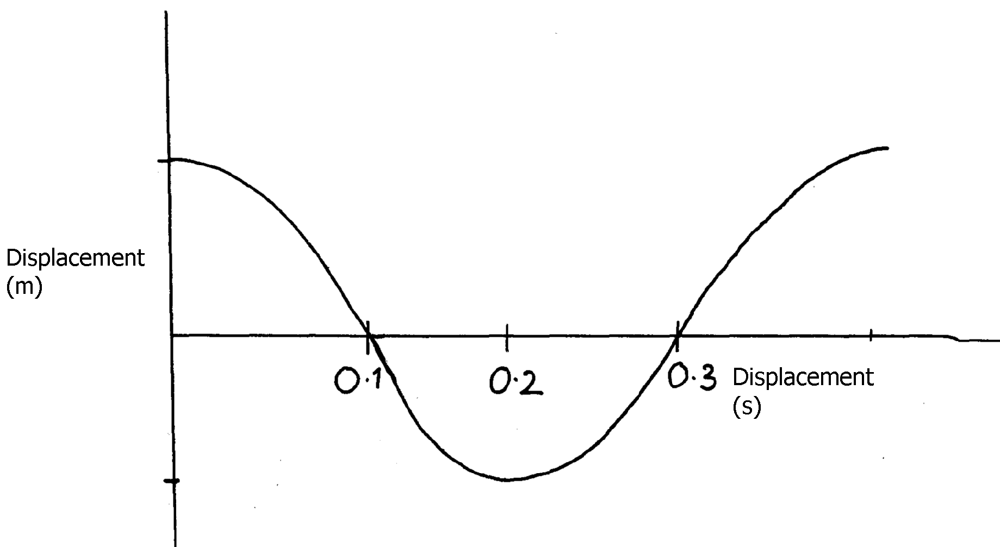 Displacement
(m)
0.1
0.2
0.3
Displacement
(s)